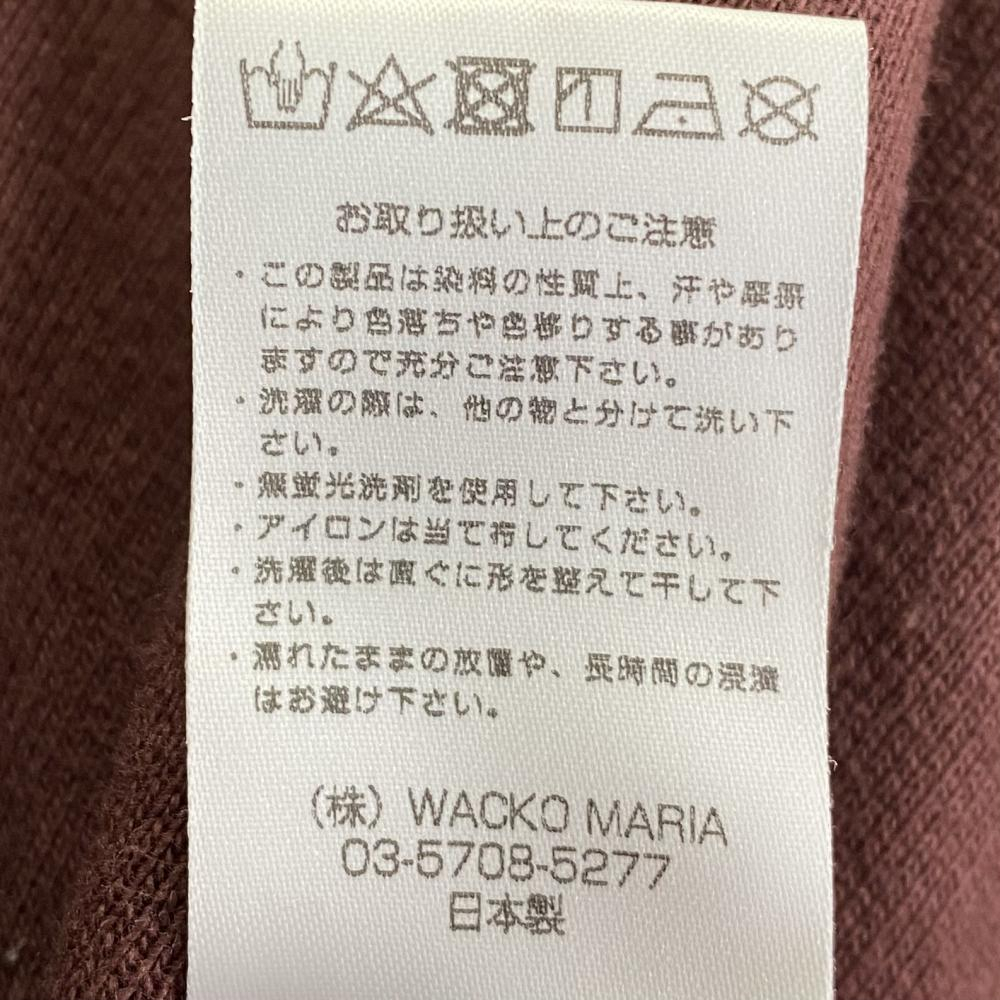 お取り扱い上のご注意
・この製品は染料の性質上、汗や摩擦
により色落ちや色移りする事があり
ますので充分ご注意下さい。
・洗濯の際は、他の物と分けて洗い下
さい。
・無蛍光洗剤を使用して下さい。
・アイロンは当て布してください。
・洗濯後は直ぐに形を整えて干して下
さい。
・濡れたままの放置や、長時間の浸漬
はお避け下さい。
(株) WACKO MARIA
03-5708-5277
日本製